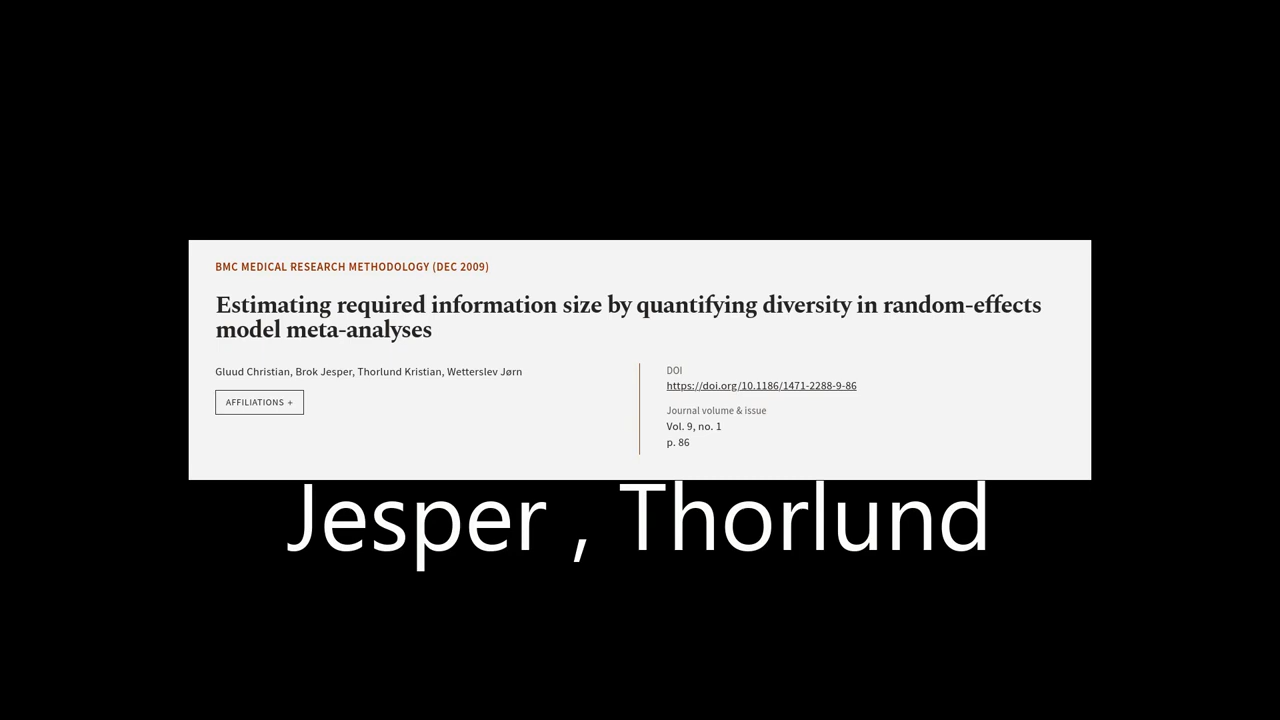 BMC MEDICAL RESEARCH METHODOLOGY (DEC 2009)
Estimating required information size by quantifying diversity in random-effects
model meta-analyses
Gluud Christian, Brok Jesper, Thorlund Kristian, Wetterslev Jørn
AFFILIATIONS +
DOI
https://doi.org/10.1186/1471-2288-9-86
Journal volume & issue
Vol. 9, no. 1
p. 86
Jesper , Thorlund